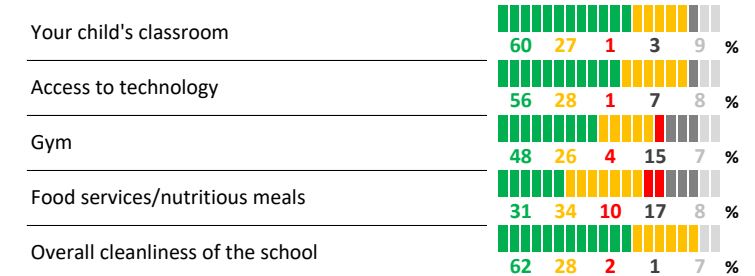 Your child's classroom
60 27 1 3 9 %
Access to technology
56 28 1 7 8 %
Gym
48 26 4 15 7 %
Food services/nutritious meals
31 34 10 17 8 %
Overall cleanliness of the school
62 28 2 1 7 %